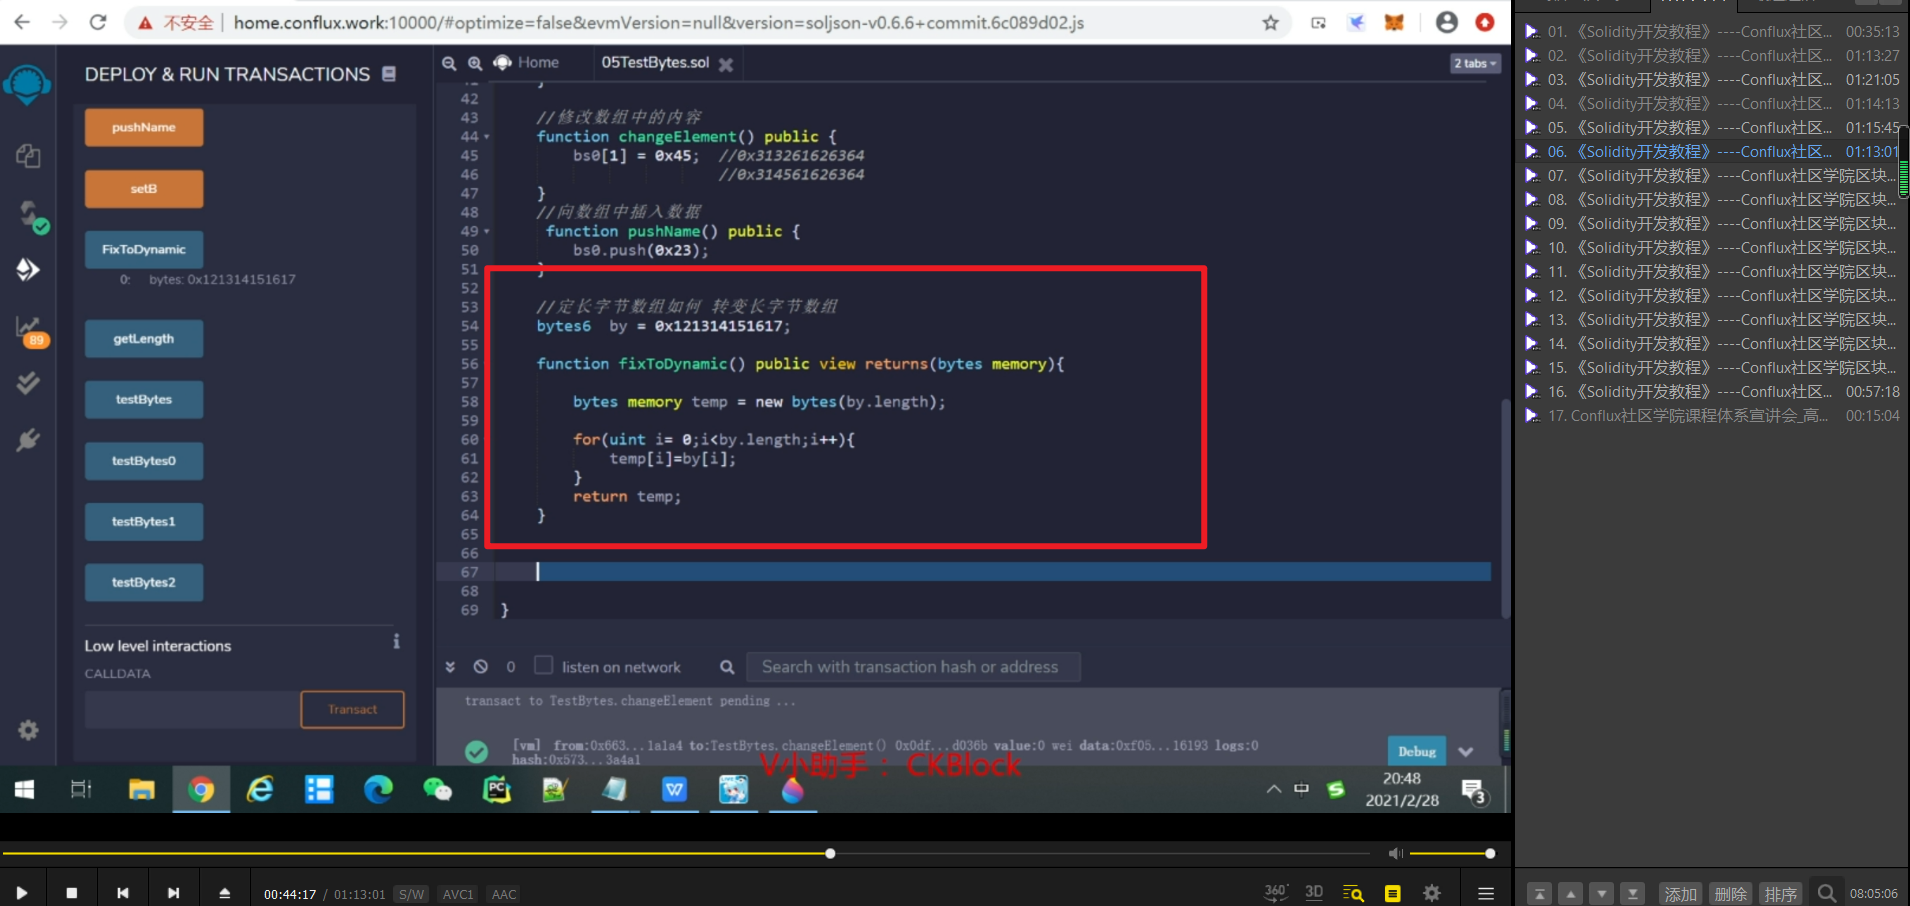 不安全 | home.conflux.work:10000/#optimize=false&evmVersion=null&version=soljson-v0.6.6+commit.6c089d02.js
DEPLOY & RUN TRANSACTIONS
pushName
setB
FixToDynamic
0: bytes: 0x121314151617
getLength
testBytes
testBytes0
testBytes1
testBytes2
Low level interactions
CALLDATA
Transact
89
Home
05TestBytes.sol
2 tabs
42
43 //修改数组中的内容
44 function changeElement() public {
45 bs0[1] = 0x45; //0x313261626364
46 //0x314561626364
47 }
48 //向数组中插入数据
49 function pushName() public {
50 bs0.push(0x23);
51 }
52
53 //定长字节数组如何 转变长字节数组
54 bytes6 by = 0x121314151617;
55
56 function fixToDynamic() public view returns(bytes memory){
57
58 bytes memory temp = new bytes(by.length);
59
60 for(uint i= 0;i<by.length;i++){
61 temp[i]=by[i];
62 }
63 return temp;
64 }
65
66
67
68
69 }
0 listen on network Search with transaction hash or address
transact to TestBytes.changeElement pending ...
[vm] from:0x663...1a1a4 to:TestBytes.changeElement() 0x0df...d036b value:0 wei data:0xf05...16193 logs:0
hash:0x573...3a4a1
Debug
V小助手： CKBlock
中
20:48
2021/2/28
3
00:44:17 / 01:13:01 S/W AVC1 AAC
360° 3D
01. 《Solidity开发教程》----Conflux社区... 00:35:13
02. 《Solidity开发教程》----Conflux社区... 01:13:27
03. 《Solidity开发教程》----Conflux社区... 01:21:05
04. 《Solidity开发教程》----Conflux社区... 01:14:13
05. 《Solidity开发教程》----Conflux社区... 01:15:45
06. 《Solidity开发教程》----Conflux社区... 01:13:01
07. 《Solidity开发教程》----Conflux社区学院区块...
08. 《Solidity开发教程》----Conflux社区学院区块...
09. 《Solidity开发教程》----Conflux社区学院区块...
10. 《Solidity开发教程》----Conflux社区学院区块...
11. 《Solidity开发教程》----Conflux社区学院区块...
12. 《Solidity开发教程》----Conflux社区学院区块...
13. 《Solidity开发教程》----Conflux社区学院区块...
14. 《Solidity开发教程》----Conflux社区学院区块...
15. 《Solidity开发教程》----Conflux社区学院区块...
16. 《Solidity开发教程》----Conflux社区... 00:57:18
17. Conflux社区学院课程体系宣讲会_高... 00:15:04
添加 删除 排序 08:05:06